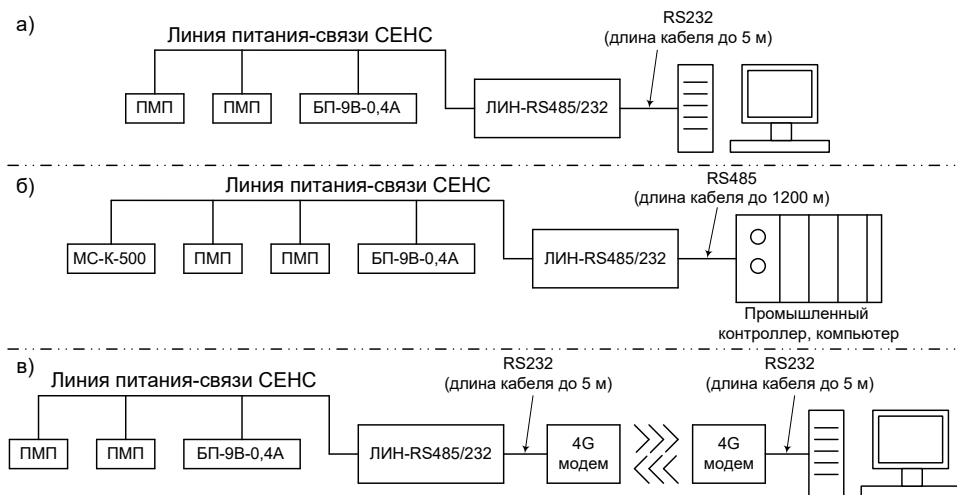 а)
Линия питания-связи СЕНС
RS232
(длина кабеля до 5 м)
ПМП
ПМП
БП-9В-0,4А
ЛИН-RS485/232
б)
Линия питания-связи СЕНС
RS485
(длина кабеля до 1200 м)
МС-К-500
ПМП
ПМП
БП-9В-0,4А
ЛИН-RS485/232
Промышленный
контроллер, компьютер
в)
Линия питания-связи СЕНС
RS232
(длина кабеля до 5 м)
RS232
(длина кабеля до 5 м)
ПМП
ПМП
БП-9В-0,4А
ЛИН-RS485/232
4G
модем
4G
модем